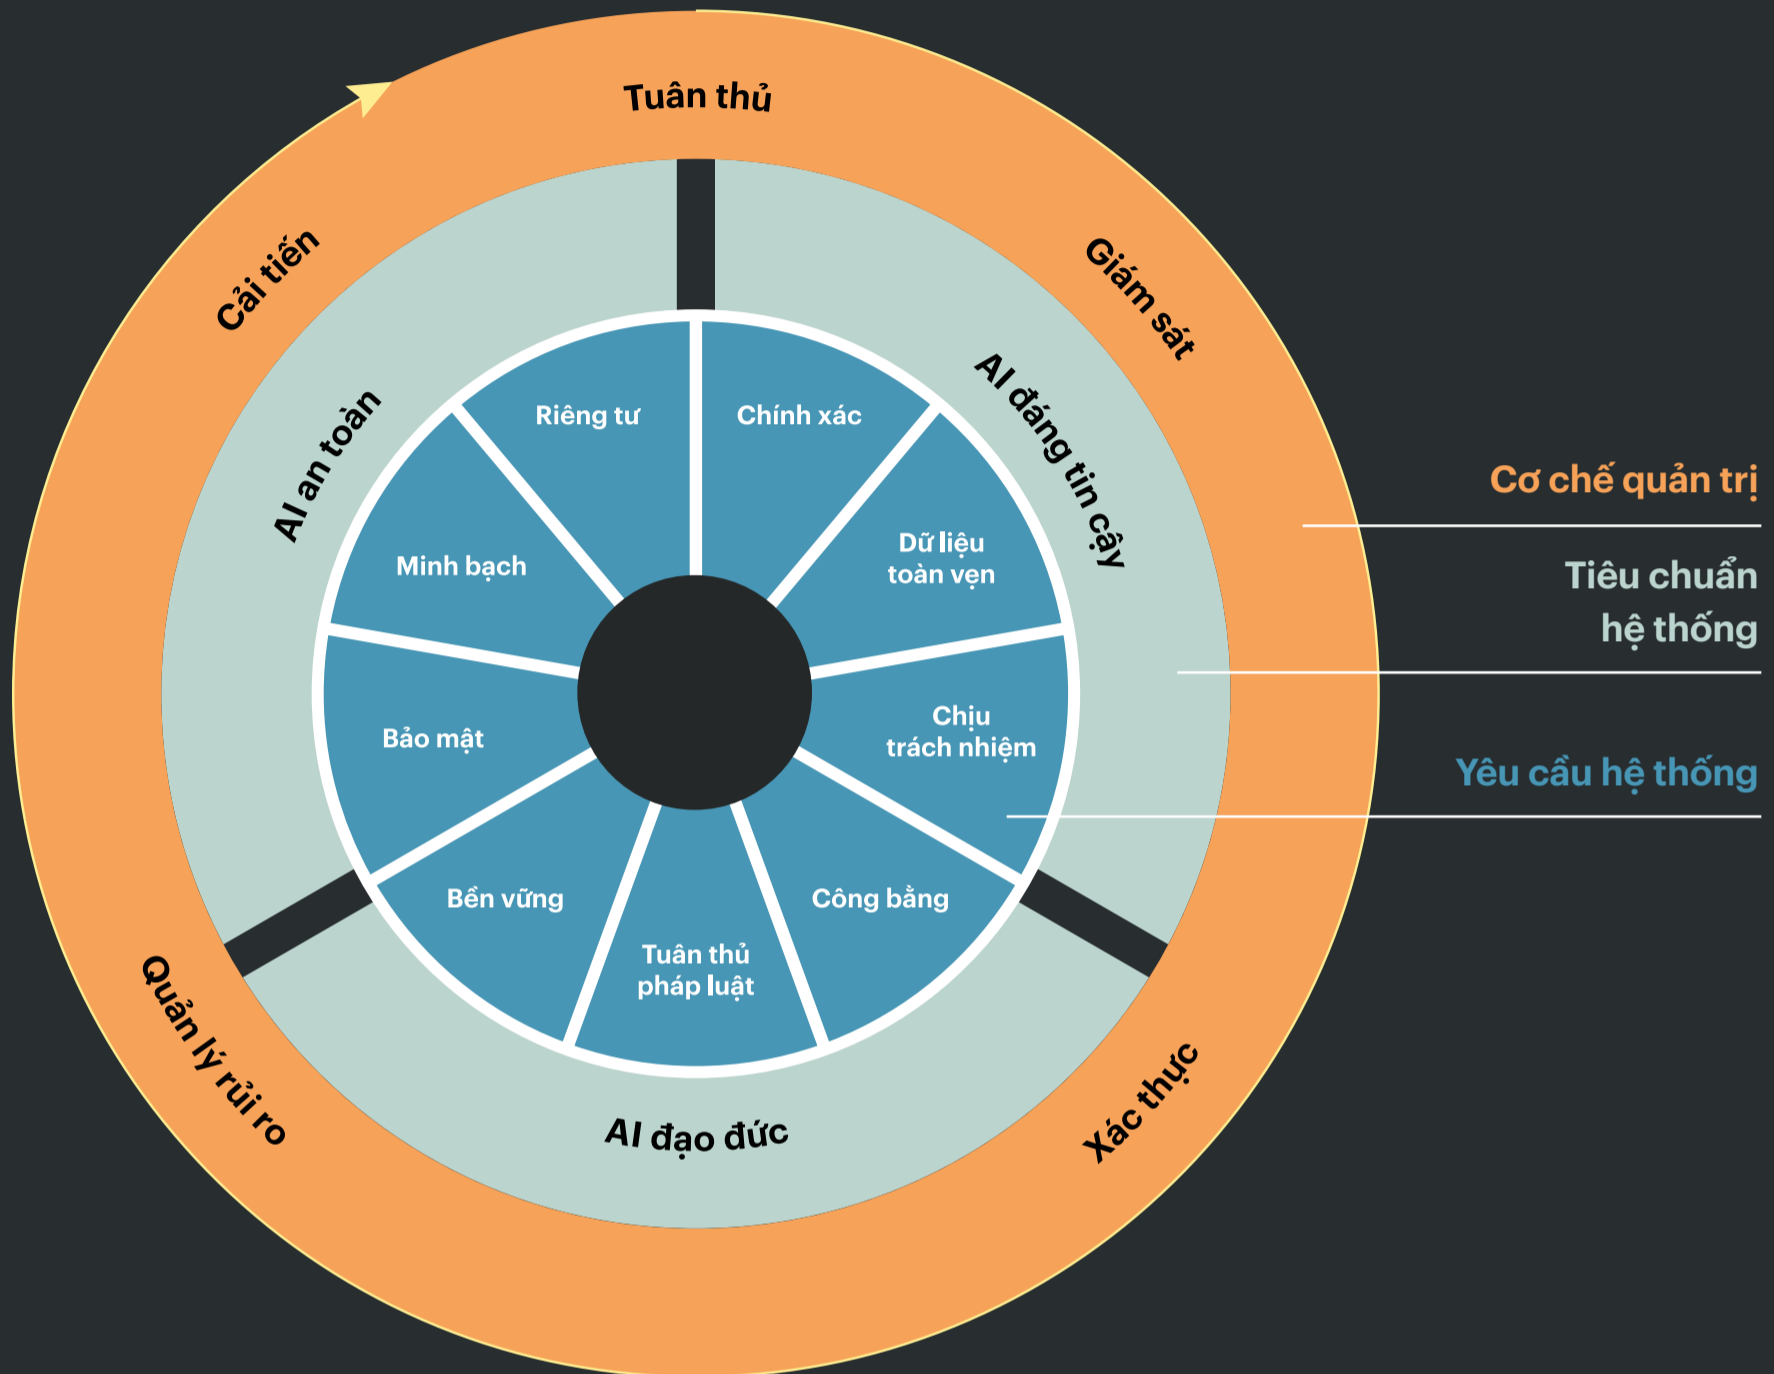 Tuân thủ
Giám sát
Xác thực
Quản lý rủi ro
Cải tiến
AI đáng tin cậy
AI đạo đức
AI an toàn
Riêng tư
Chính xác
Dữ liệu
toàn vẹn
Chịu
trách nhiệm
Công bằng
Tuân thủ
pháp luật
Bền vững
Bảo mật
Minh bạch
Cơ chế quản trị
Tiêu chuẩn
hệ thống
Yêu cầu hệ thống